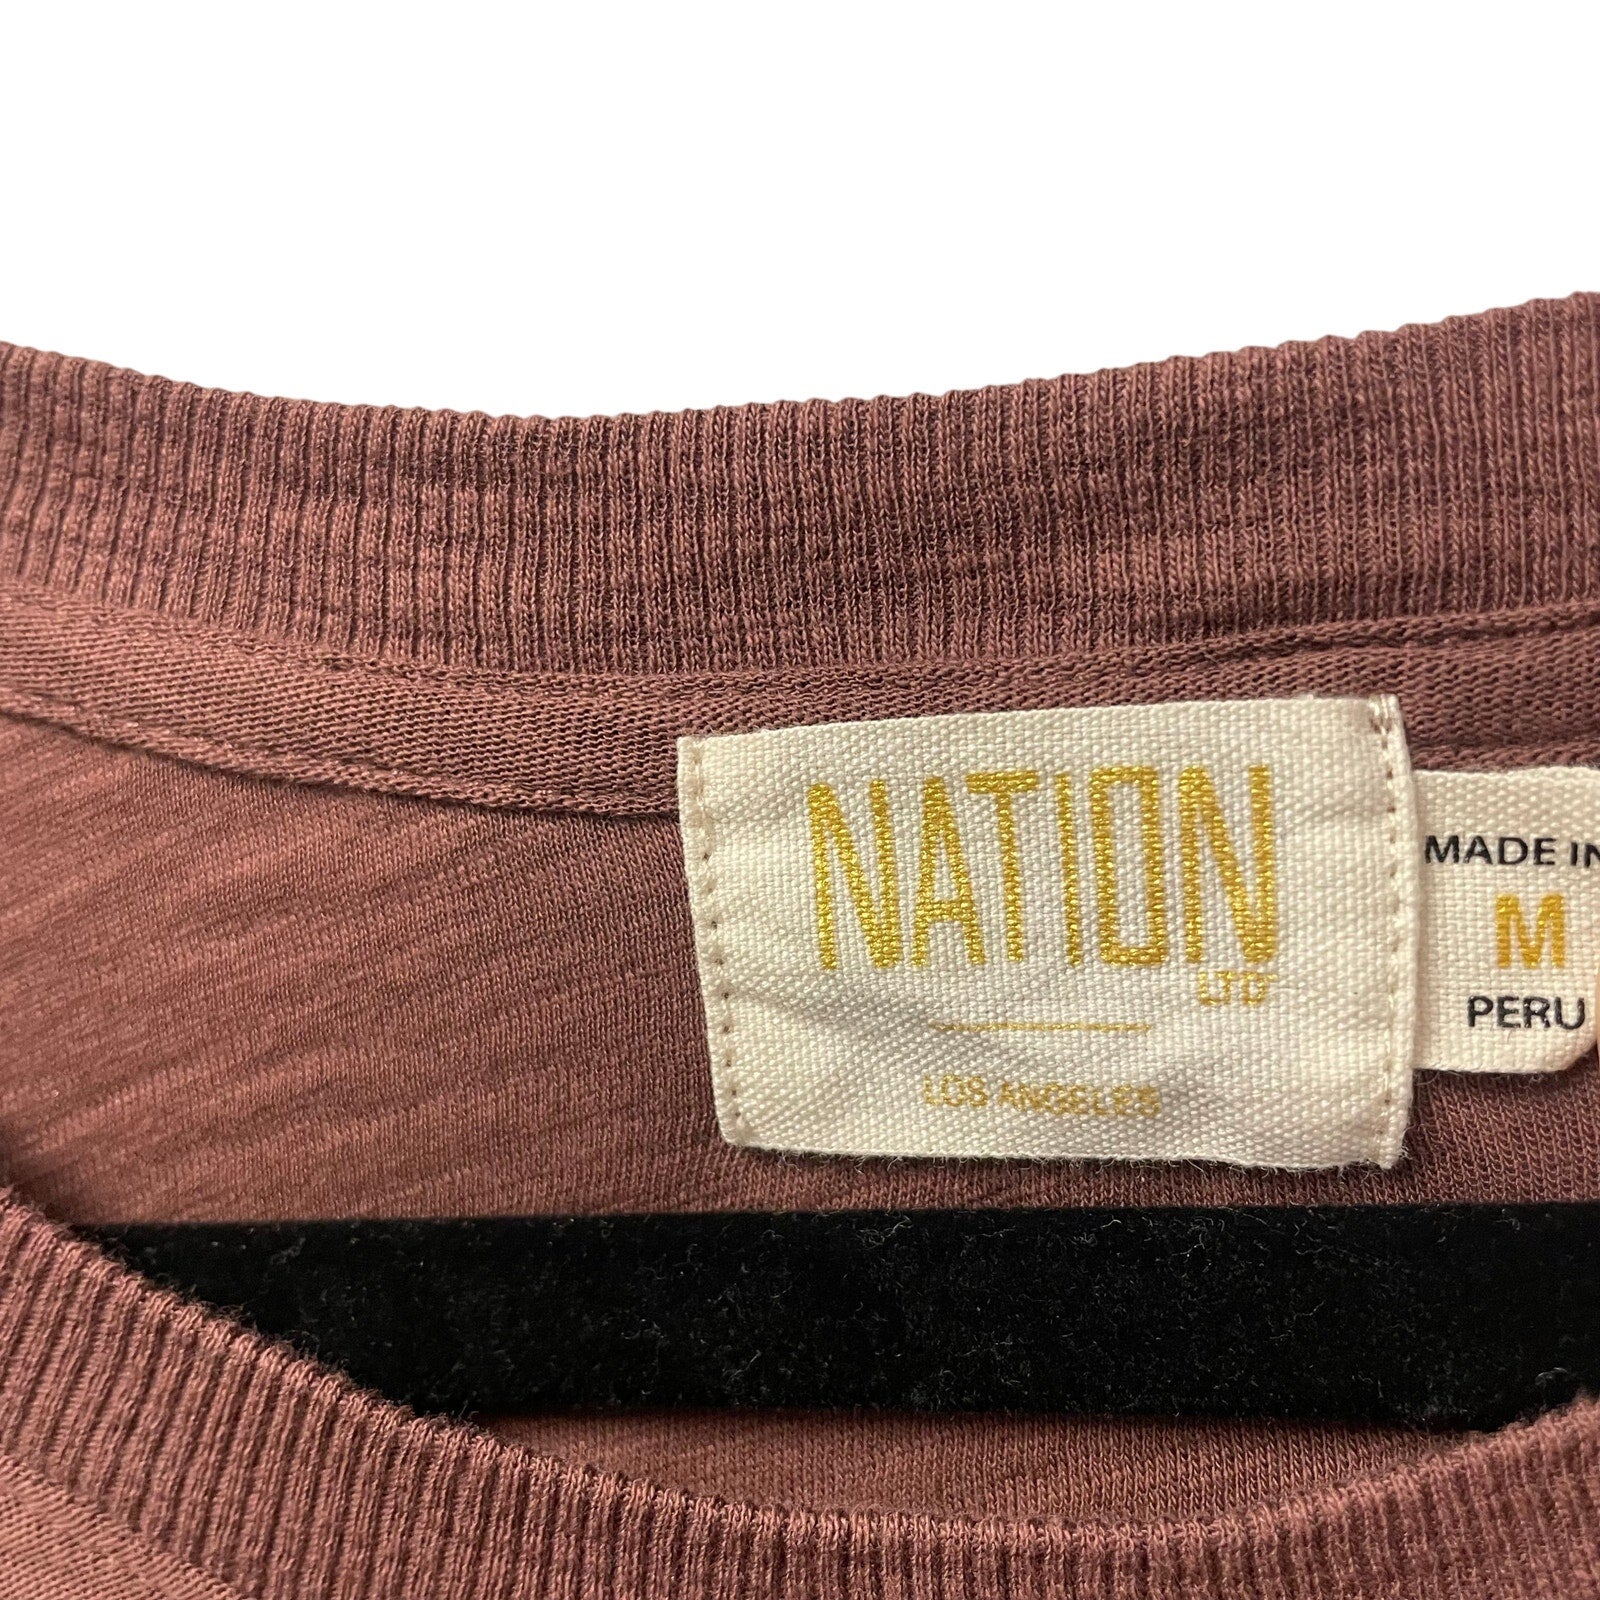 NATION
LTD
LOS ANGELES
MADE IN
M
PERU